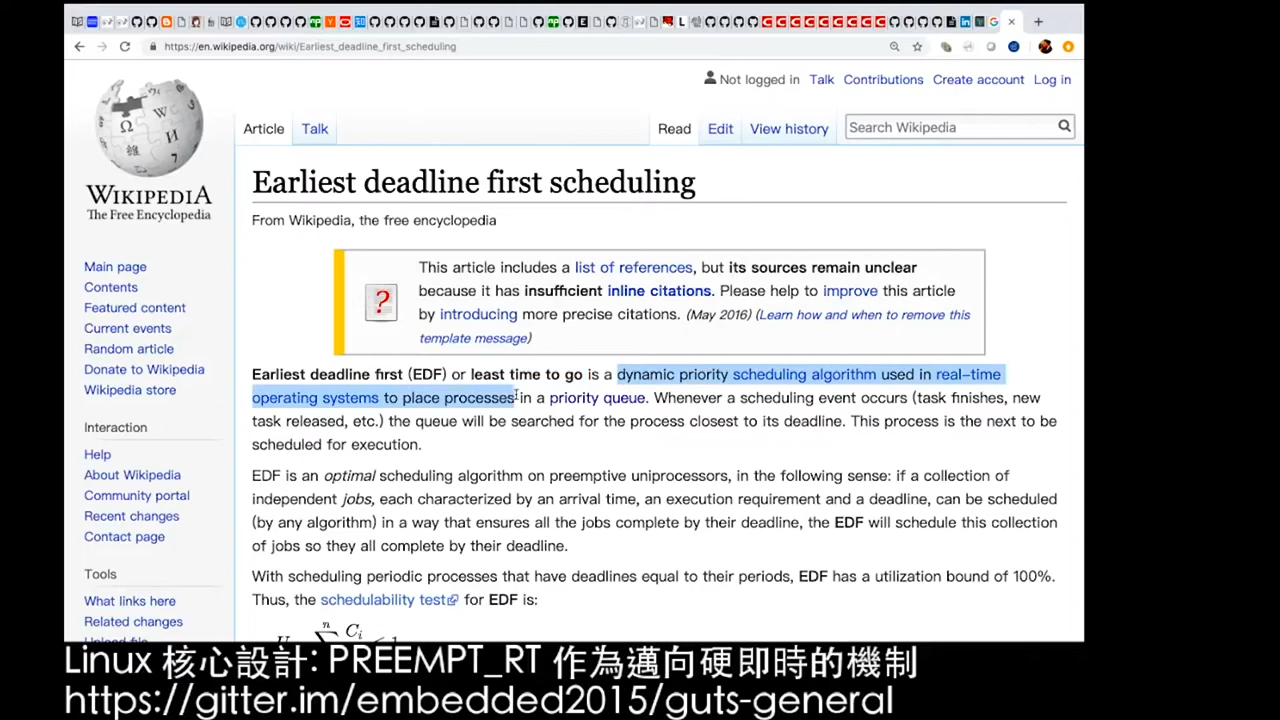 https://en.wikipedia.org/wiki/Earliest_deadline_first_scheduling
Not logged in Talk Contributions Create account Log in
Article Talk Read Edit View history Search Wikipedia
WIKIPEDIA
The Free Encyclopedia
Main page
Contents
Featured content
Current events
Random article
Donate to Wikipedia
Wikipedia store
Interaction
Help
About Wikipedia
Community portal
Recent changes
Contact page
Tools
What links here
Related changes
Upload file
Earliest deadline first scheduling
From Wikipedia, the free encyclopedia
This article includes a list of references, but its sources remain unclear
because it has insufficient inline citations. Please help to improve this article
by introducing more precise citations. (May 2016) (Learn how and when to remove this
template message)
Earliest deadline first (EDF) or least time to go is a dynamic priority scheduling algorithm used in real-time
operating systems to place processes in a priority queue. Whenever a scheduling event occurs (task finishes, new
task released, etc.) the queue will be searched for the process closest to its deadline. This process is the next to be
scheduled for execution.
EDF is an optimal scheduling algorithm on preemptive uniprocessors, in the following sense: if a collection of
independent jobs, each characterized by an arrival time, an execution requirement and a deadline, can be scheduled
(by any algorithm) in a way that ensures all the jobs complete by their deadline, the EDF will schedule this collection
of jobs so they all complete by their deadline.
With scheduling periodic processes that have deadlines equal to their periods, EDF has a utilization bound of 100%.
Thus, the schedulability test for EDF is:
Linux 核心設計: PREEMPT_RT 作為邁向硬即時的機制
https://gitter.im/embedded2015/guts-general